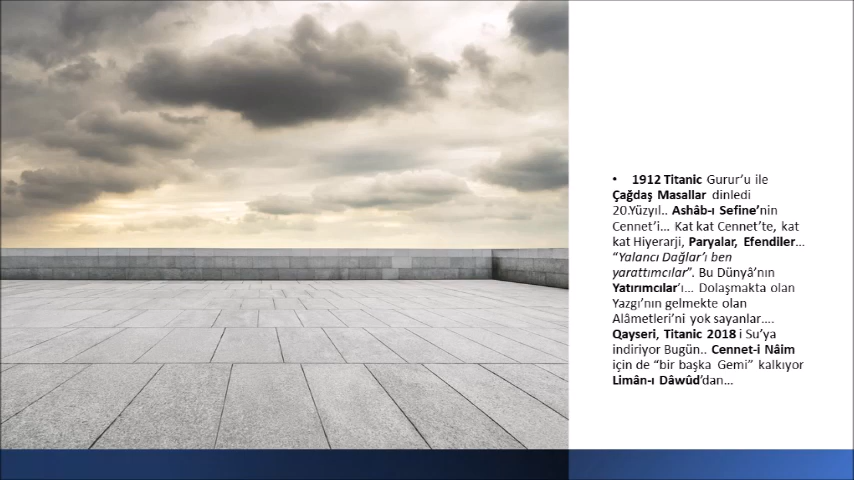 • 1912 Titanic Gurur’u ile
Çağdaş Masallar dinledi
20.Yüzyıl.. Ashâb-ı Sefine’nin
Cennet’i... Kat kat Cennet’te, kat
kat Hiyerarji, Paryalar, Efendiler...
“Yalancı Dağlar’ı ben
yarattımcılar”. Bu Dünyâ’nın
Yatırımcılar’ı... Dolaşmakta olan
Yazgı’nın gelmekte olan
Alâmetleri’ni yok sayanlar....
Qayseri, Titanic 2018 i Su’ya
indiriyor Bugün.. Cennet-i Nâim
için de “bir başka Gemi” kalkıyor
Limân-ı Dâwûd’dan...